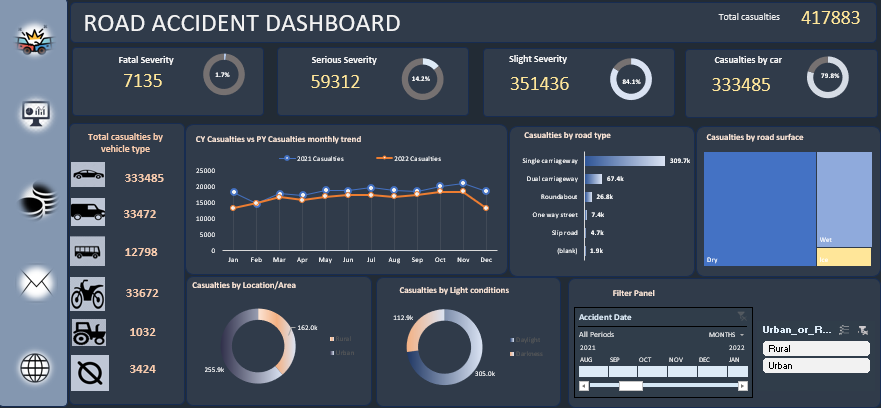 ROAD ACCIDENT DASHBOARD
Total casualties 417883
Fatal Severity
7135
1.7%
Serious Severity
59312
14.2%
Slight Severity
351436
84.1%
Casualties by car
333485
79.8%
Total casualties by
vehicle type
333485
33472
12798
33672
1032
3424
CY Casualties vs PY Casualties monthly trend
2021 Casualties 2022 Casualties
25000
20000
15000
10000
5000
0
Jan Feb Mar Apr May Jun Jul Aug Sep Oct Nov Dec
Casualties by road type
Single carriageway 309.7k
Dual carriageway 67.4k
Roundabout 26.8k
One way street 7.4k
Slip road 4.7k
(blank) 1.9k
Casualties by road surface
Dry
Wet
Ice
Casualties by Location/Area
162.0k
255.9k
Rural
Urban
Casualties by Light conditions
112.9k
305.0k
Daylight
Darkness
Filter Panel
Accident Date
All Periods MONTHS
2021 2022
AUG SEP OCT NOV DEC JAN
Urban_or_R...
Rural
Urban